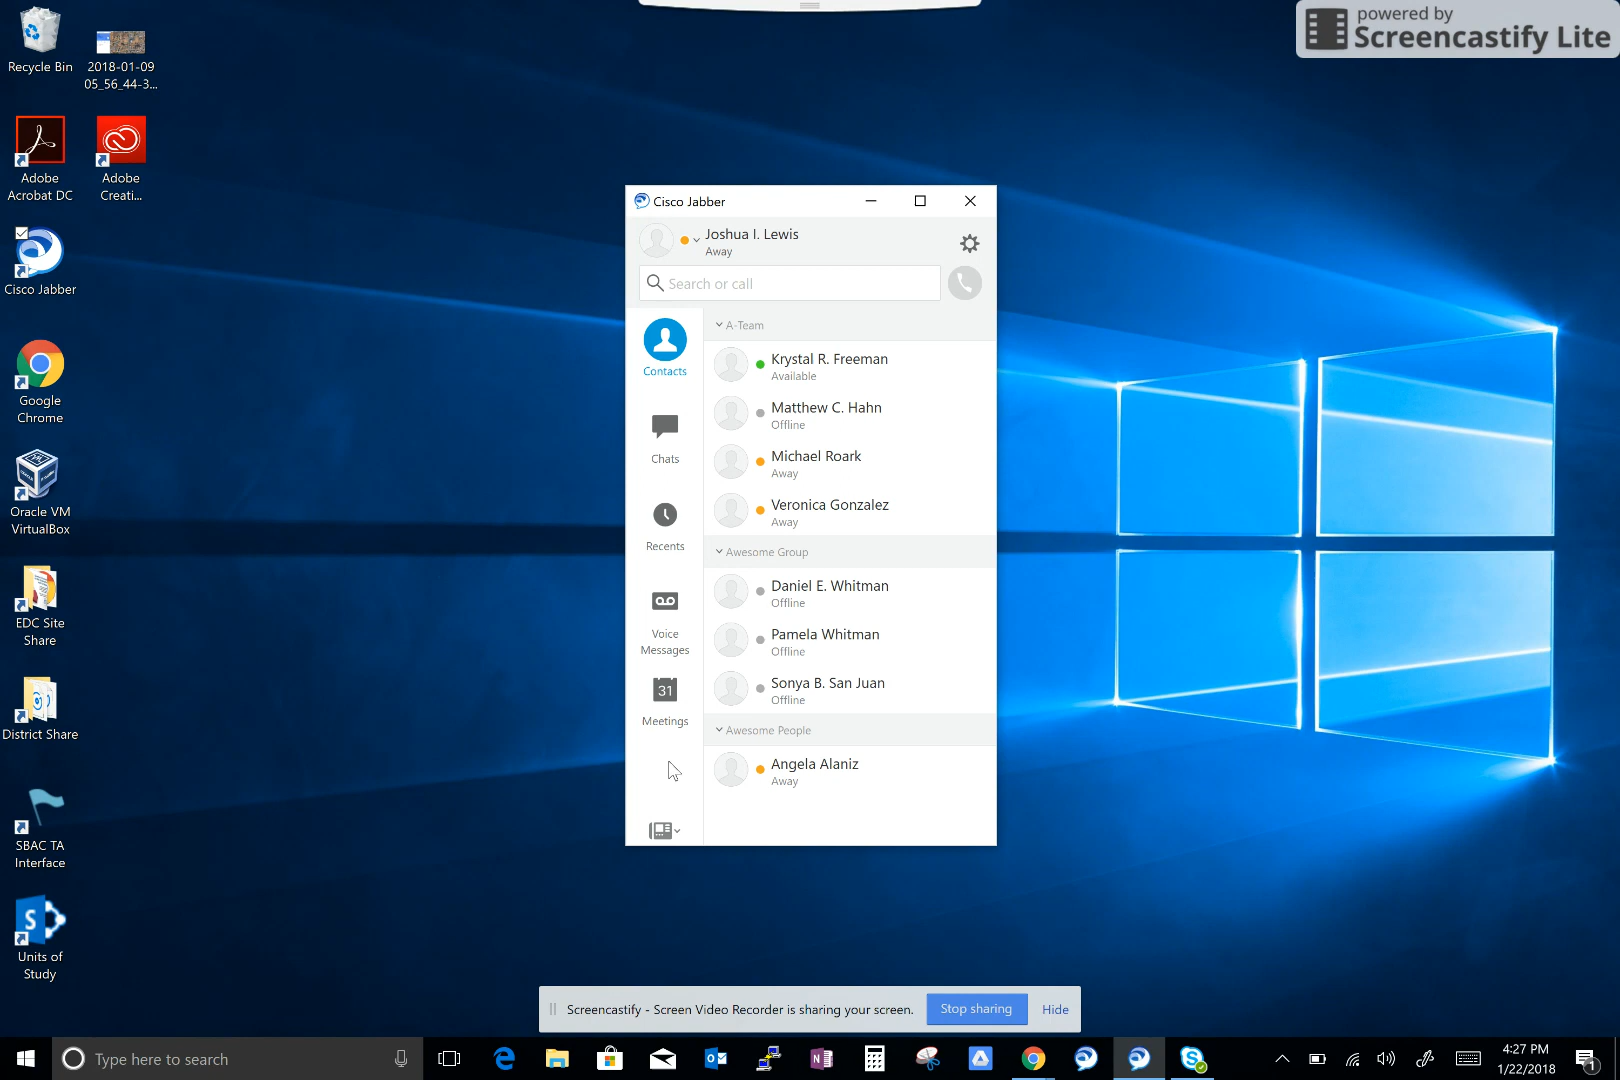 powered by
Screencastify Lite
Recycle Bin
2018-01-09
05_56_44-3...
Adobe
Acrobat DC
Adobe
Creati...
Cisco Jabber
Google
Chrome
Oracle VM
VirtualBox
EDC Site
Share
District Share
SBAC TA
Interface
Units of
Study
Cisco Jabber
Joshua I. Lewis
Away
Search or call
Contacts
Chats
Recents
Voice
Messages
31
Meetings
A-Team
Krystal R. Freeman
Available
Matthew C. Hahn
Offline
Michael Roark
Away
Veronica Gonzalez
Away
Awesome Group
Daniel E. Whitman
Offline
Pamela Whitman
Offline
Sonya B. San Juan
Offline
Awesome People
Angela Alaniz
Away
Screencastify - Screen Video Recorder is sharing your screen.
Stop sharing
Hide
Type here to search
4:27 PM
1/22/2018
1